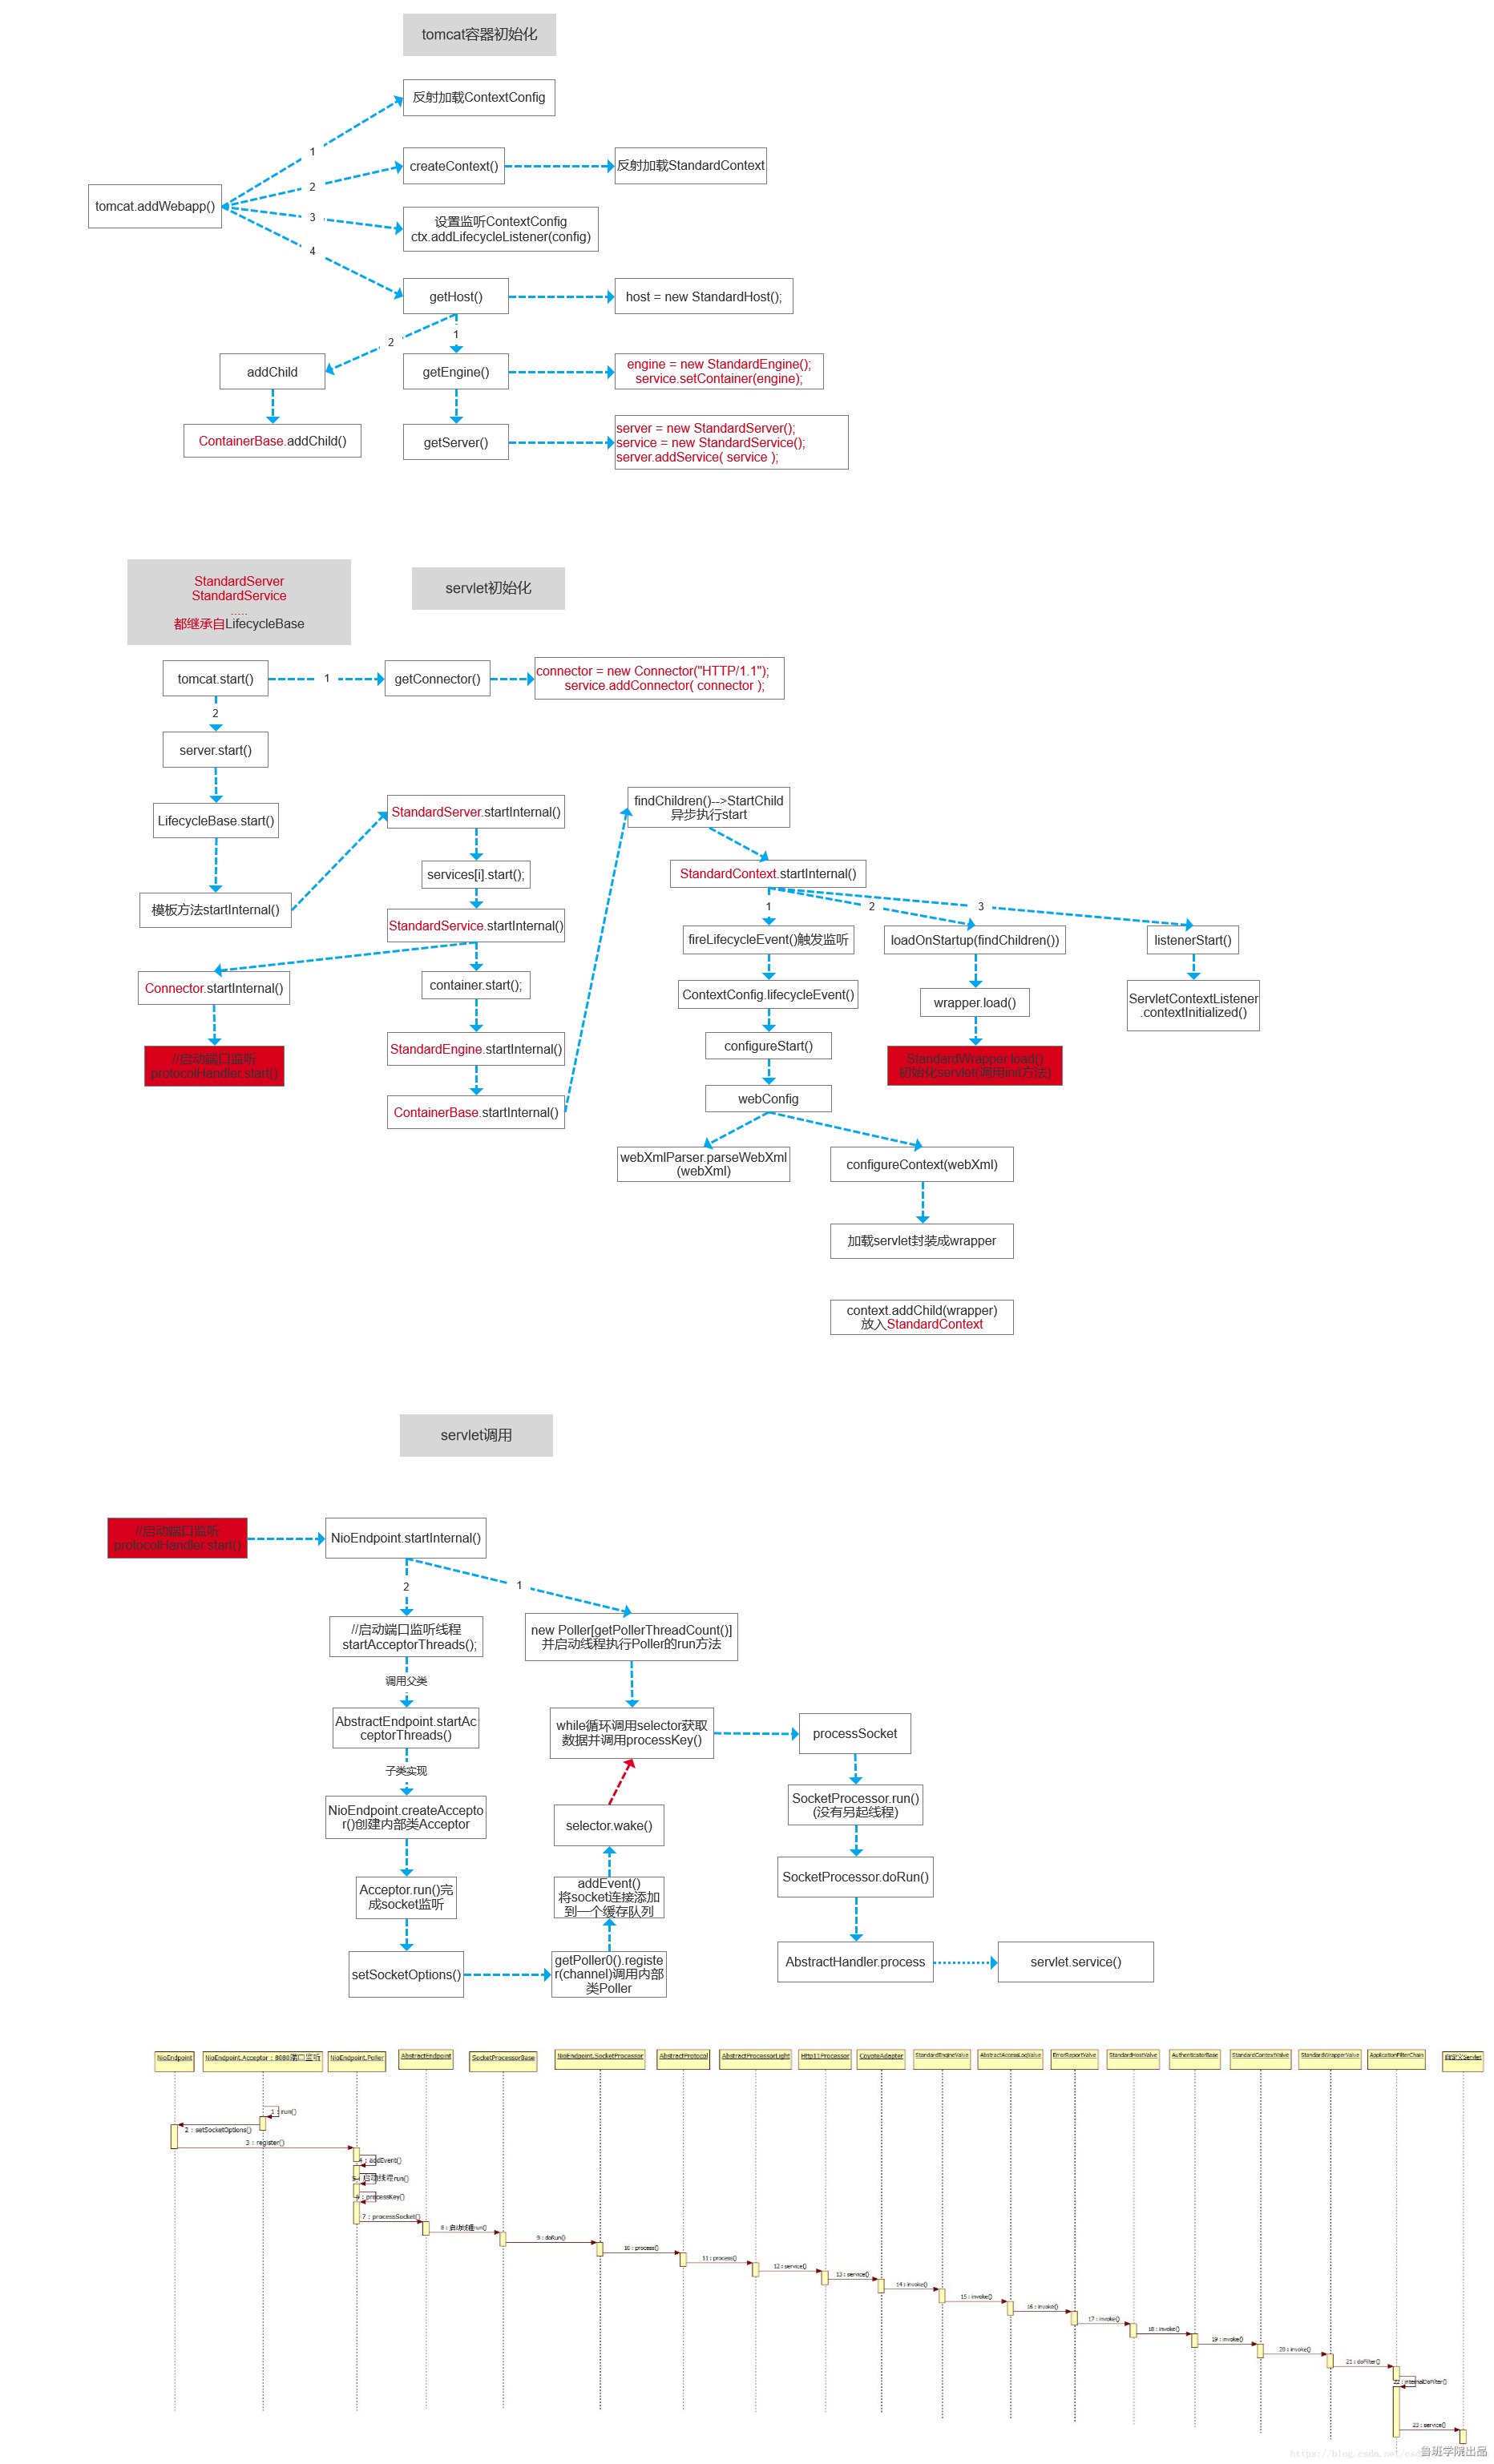 tomcat容器初始化
反射加载ContextConfig
1
createContext()
反射加载StandardContext
2
tomcat.addWebapp()
3
设置监听ContextConfig
ctx.addLifecycleListener(config)
4
getHost()
host = new StandardHost();
1
2
addChild
getEngine()
engine = new StandardEngine();
service.setContainer(engine);
ContainerBase.addChild()
getServer()
server = new StandardServer();
service = new StandardService();
server.addService( service );
StandardServer
StandardService
.....
都继承自LifecycleBase
servlet初始化
tomcat.start()
1
getConnector()
connector = new Connector("HTTP/1.1");
service.addConnector( connector );
2
server.start()
LifecycleBase.start()
模板方法startInternal()
StandardServer.startInternal()
services[i].start();
StandardService.startInternal()
Connector.startInternal()
//启动端口监听
protocolHandler.start()
container.start();
StandardEngine.startInternal()
ContainerBase.startInternal()
findChildren()-->StartChild
异步执行start
StandardContext.startInternal()
1
2
3
fireLifecycleEvent()触发监听
loadOnStartup(findChildren())
listenerStart()
ContextConfig.lifecycleEvent()
wrapper.load()
ServletContextListener
.contextInitialized()
configureStart()
StandardWrapper.load()
初始化servlet(调用init方法)
webConfig
webXmlParser.parseWebXml
(webXml)
configureContext(webXml)
加载servlet封装成wrapper
context.addChild(wrapper)
放入StandardContext
servlet调用
//启动端口监听
protocolHandler.start()
NioEndpoint.startInternal()
2
1
//启动端口监听线程
startAcceptorThreads();
new Poller[getPollerThreadCount()]
并启动线程执行Poller的run方法
调用父类
AbstractEndpoint.startAc
ceptorThreads()
while循环调用selector获取
数据并调用processKey()
processSocket
子类实现
NioEndpoint.createAccepto
r()创建内部类Acceptor
selector.wake()
SocketProcessor.run()
(没有另起线程)
Acceptor.run()完
成socket监听
addEvent()
将socket连接添加
到一个缓存队列
SocketProcessor.doRun()
setSocketOptions()
getPoller0().registe
r(channel)调用内部
类Poller
AbstractHandler.process
servlet.service()
NioEndpoint
NioEndpoint.Acceptor : 8080端口监听
NioEndpoint.Poller
AbstractEndpoint
SocketProcessorBase
NioEndpoint.SocketProcessor
AbstractProtocol
AbstractProcessorLight
Http11Processor
CoyoteAdapter
StandardEngineValve
AbstractAccessLogValve
ErrorReportValve
StandardHostValve
AuthenticatorBase
StandardContextValve
StandardWrapperValve
ApplicationFilterChain
自定义Servlet
1 : run()
2 : setSocketOptions()
3 : register()
4 : addEvent()
5 : 启动线程run()
6 : processKey()
7 : processSocket()
8 : 启动线程run()
9 : doRun()
10 : process()
11 : process()
12 : service()
13 : service()
14 : invoke()
15 : invoke()
16 : invoke()
17 : invoke()
18 : invoke()
19 : invoke()
20 : invoke()
21 : doFilter()
22 : internalDoFilter()
23 : service()
鲁班学院出品